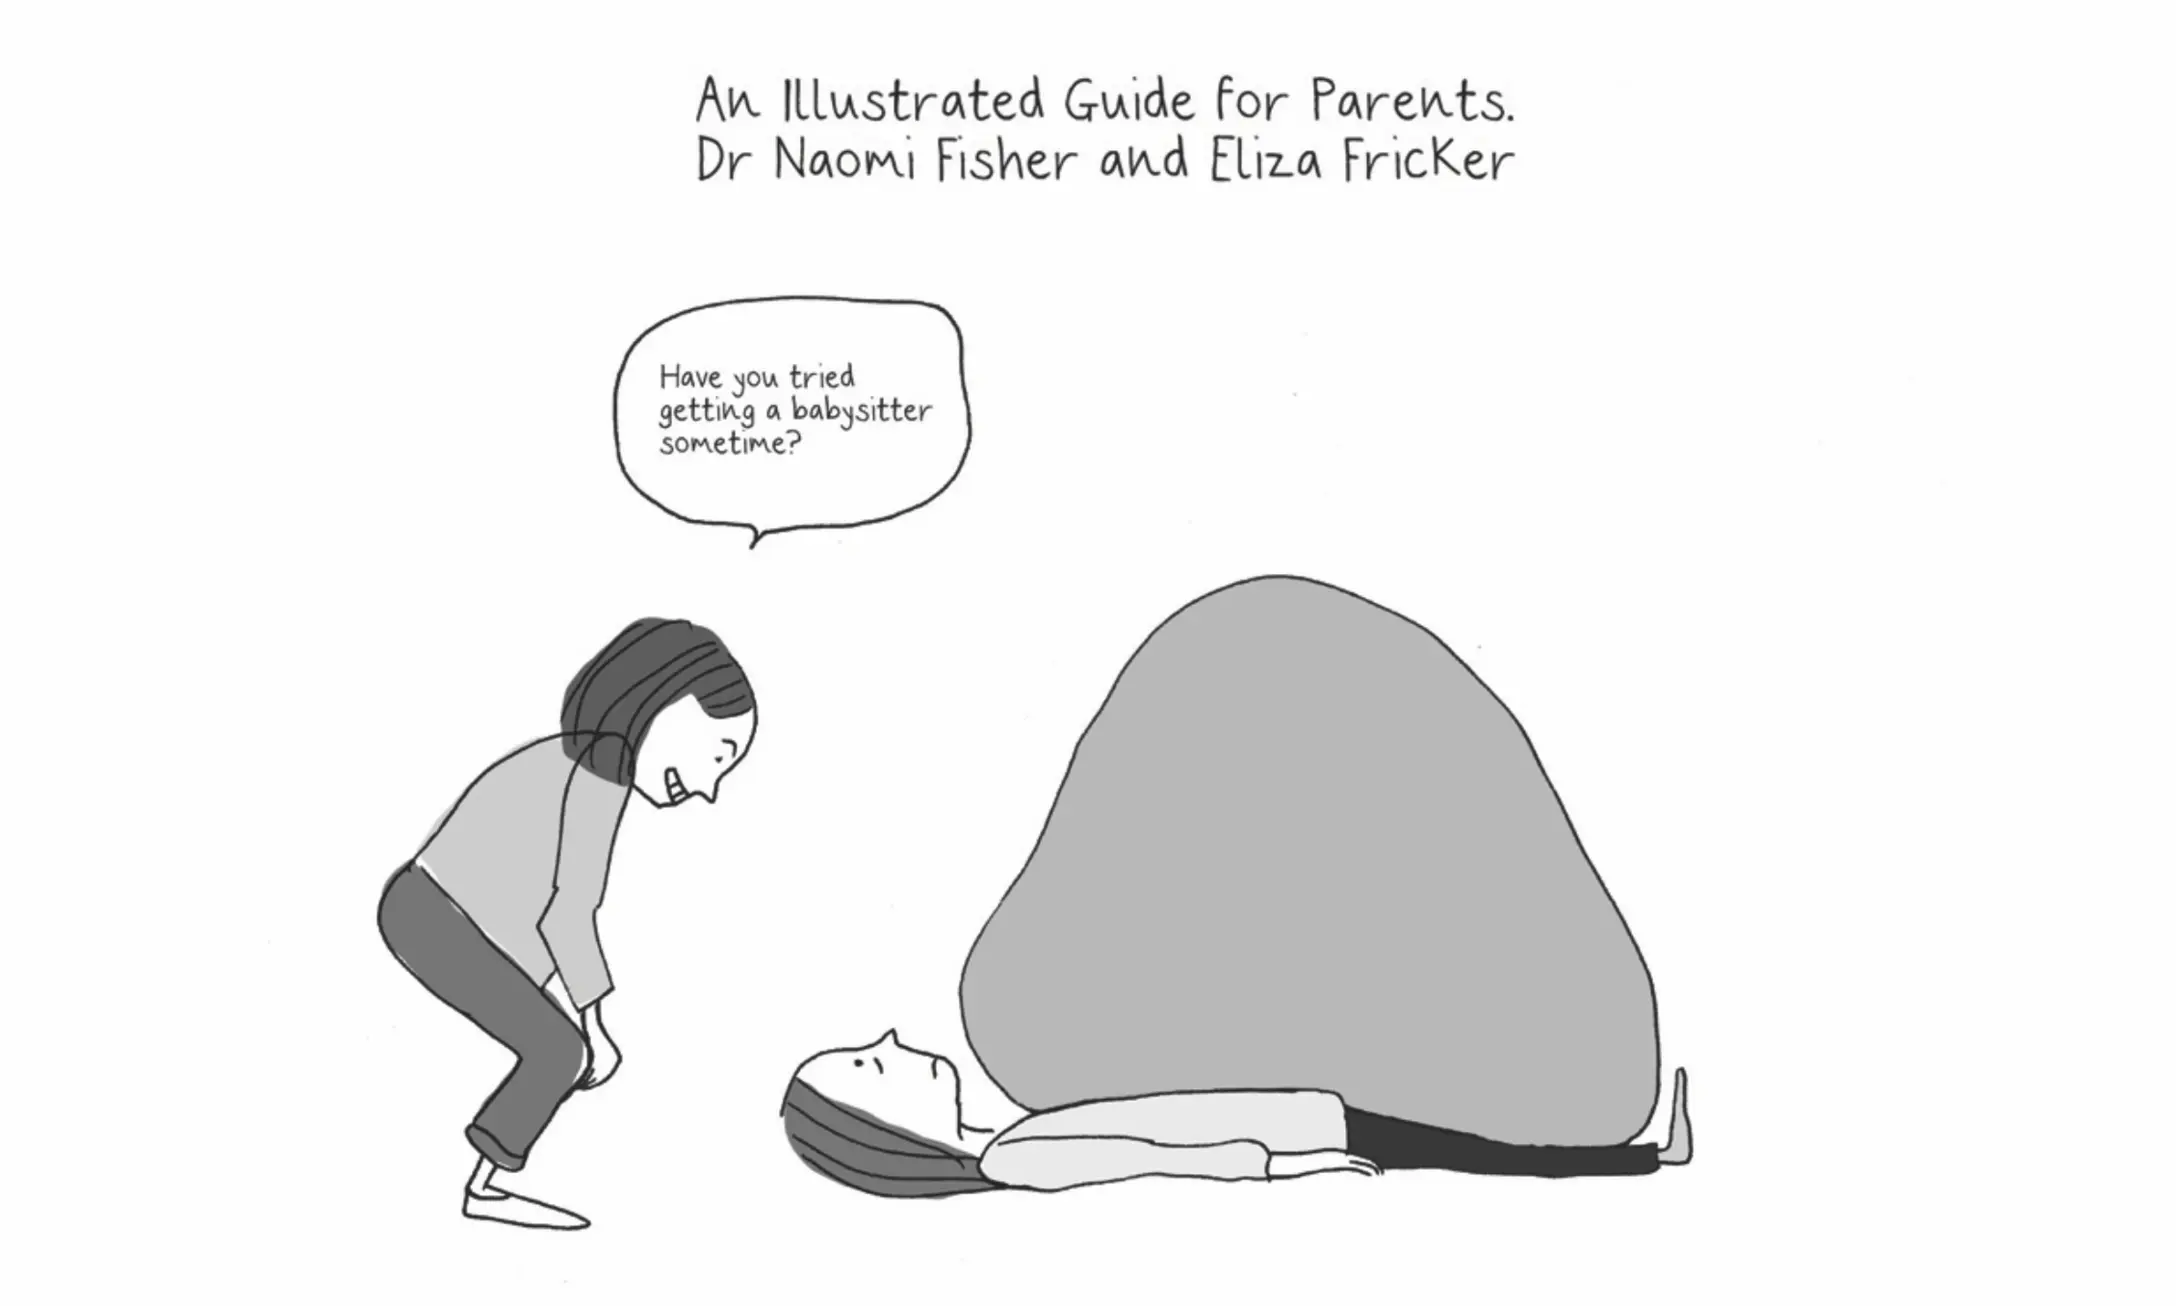 An Illustrated Guide for Parents.
Dr Naomi Fisher and Eliza Fricker
Have you tried
getting a babysitter
sometime?